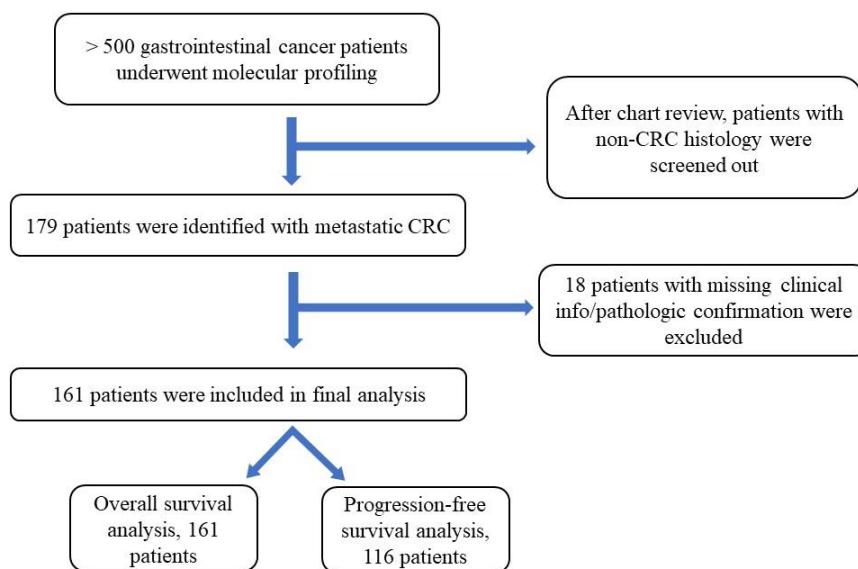 > 500 gastrointestinal cancer patients
underwent molecular profiling
After chart review, patients with
non-CRC histology were
screened out
179 patients were identified with metastatic CRC
18 patients with missing clinical
info/pathologic confirmation were
excluded
161 patients were included in final analysis
Overall survival
analysis, 161
patients
Progression-free
survival analysis,
116 patients